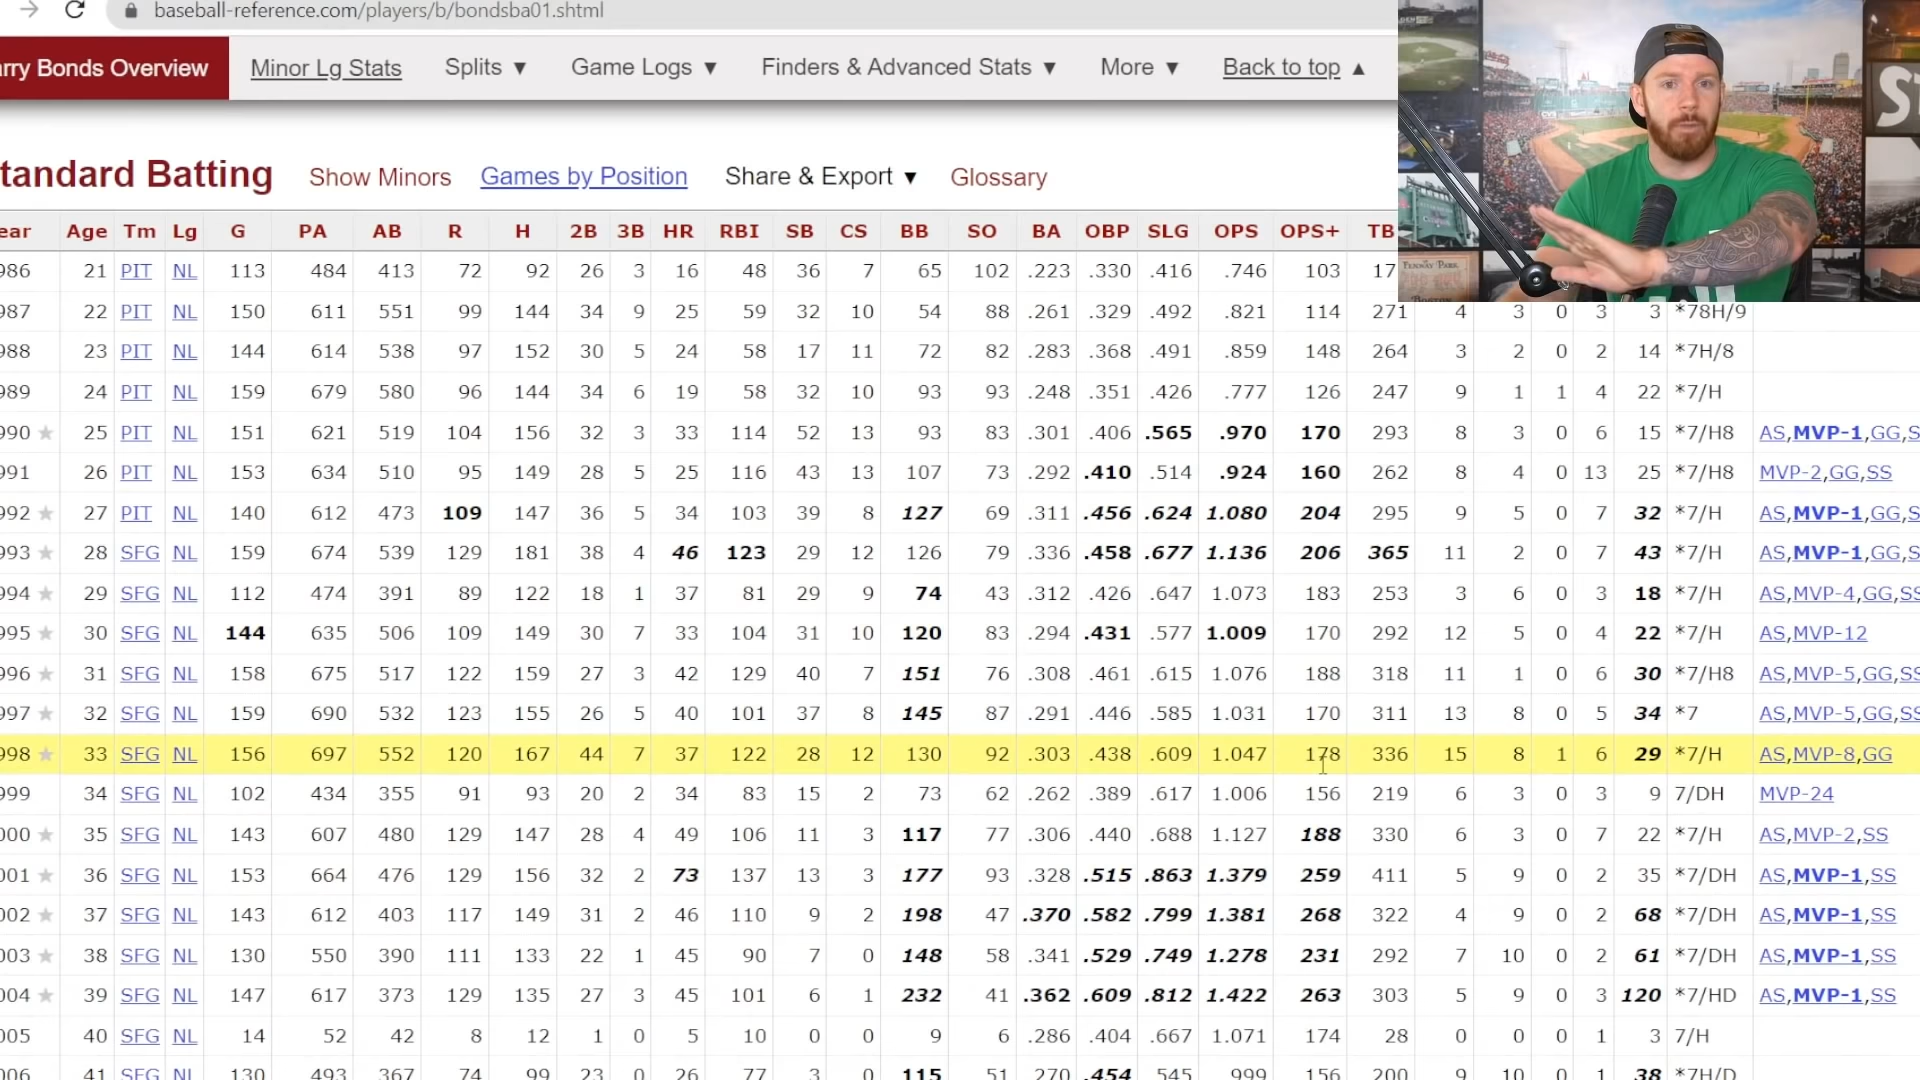 baseball-reference.com/players/b/bondsba01.shtml
rry Bonds Overview Minor Lg Stats Splits ▼ Game Logs ▼ Finders & Advanced Stats ▼ More ▼ Back to top ▲
tandard Batting Show Minors Games by Position Share & Export ▼ Glossary
ear Age Tm Lg G PA AB R H 2B 3B HR RBI SB CS BB SO BA OBP SLG OPS OPS+ TB
986 21 PIT NL 113 484 413 72 92 26 3 16 48 36 7 65 102 .223 .330 .416 .746 103 17
987 22 PIT NL 150 611 551 99 144 34 9 25 59 32 10 54 88 .261 .329 .492 .821 114 271 4 3 0 3 3 *78H/9
988 23 PIT NL 144 614 538 97 152 30 5 24 58 17 11 72 82 .283 .368 .491 .859 148 264 3 2 0 2 14 *7H/8
989 24 PIT NL 159 679 580 96 144 34 6 19 58 32 10 93 93 .248 .351 .426 .777 126 247 9 1 1 4 22 *7/H
990 25 PIT NL 151 621 519 104 156 32 3 33 114 52 13 93 83 .301 .406 .565 .970 170 293 8 3 0 6 15 *7/H8 AS,MVP-1,GG,S
991 26 PIT NL 153 634 510 95 149 28 5 25 116 43 13 107 73 .292 .410 .514 .924 160 262 8 4 0 13 25 *7/H8 MVP-2,GG,SS
992 27 PIT NL 140 612 473 109 147 36 5 34 103 39 8 127 69 .311 .456 .624 1.080 204 295 9 5 0 7 32 *7/H AS,MVP-1,GG,S
993 28 SFG NL 159 674 539 129 181 38 4 46 123 29 12 126 79 .336 .458 .677 1.136 206 365 11 2 0 7 43 *7/H AS,MVP-1,GG,S
994 29 SFG NL 112 474 391 89 122 18 1 37 81 29 9 74 43 .312 .426 .647 1.073 183 253 3 6 0 3 18 *7/H AS,MVP-4,GG,SS
995 30 SFG NL 144 635 506 109 149 30 7 33 104 31 10 120 83 .294 .431 .577 1.009 170 292 12 5 0 4 22 *7/H AS,MVP-12
996 31 SFG NL 158 675 517 122 159 27 3 42 129 40 7 151 76 .308 .461 .615 1.076 188 318 11 1 0 6 30 *7/H8 AS,MVP-5,GG,SS
997 32 SFG NL 159 690 532 123 155 26 5 40 101 37 8 145 87 .291 .446 .585 1.031 170 311 13 8 0 5 34 *7 AS,MVP-5,GG,SS
998 33 SFG NL 156 697 552 120 167 44 7 37 122 28 12 130 92 .303 .438 .609 1.047 178 336 15 8 1 6 29 *7/H AS,MVP-8,GG
999 34 SFG NL 102 434 355 91 93 20 2 34 83 15 2 73 62 .262 .389 .617 1.006 156 219 6 3 0 3 9 7/DH MVP-24
000 35 SFG NL 143 607 480 129 147 28 4 49 106 11 3 117 77 .306 .440 .688 1.127 188 330 6 3 0 7 22 *7/H AS,MVP-2,SS
001 36 SFG NL 153 664 476 129 156 32 2 73 137 13 3 177 93 .328 .515 .863 1.379 259 411 5 9 0 2 35 *7/DH AS,MVP-1,SS
002 37 SFG NL 143 612 403 117 149 31 2 46 110 9 2 198 47 .370 .582 .799 1.381 268 322 4 9 0 2 68 *7/DH AS,MVP-1,SS
003 38 SFG NL 130 550 390 111 133 22 1 45 90 7 0 148 58 .341 .529 .749 1.278 231 292 7 10 0 2 61 *7/DH AS,MVP-1,SS
004 39 SFG NL 147 617 373 129 135 27 3 45 101 6 1 232 41 .362 .609 .812 1.422 263 303 5 9 0 3 120 *7/HD AS,MVP-1,SS
005 40 SFG NL 14 52 42 8 12 1 0 5 10 0 0 9 6 .286 .404 .667 1.071 174 28 0 0 0 1 3 7/H
006 41 SFG NL 130 493 367 74 99 23 0 26 77 3 0 115 51 .270 .454 .545 .999 156 200 9 10 0 1 38 *7H/D
FENWAY PARK
BOSTON
ST